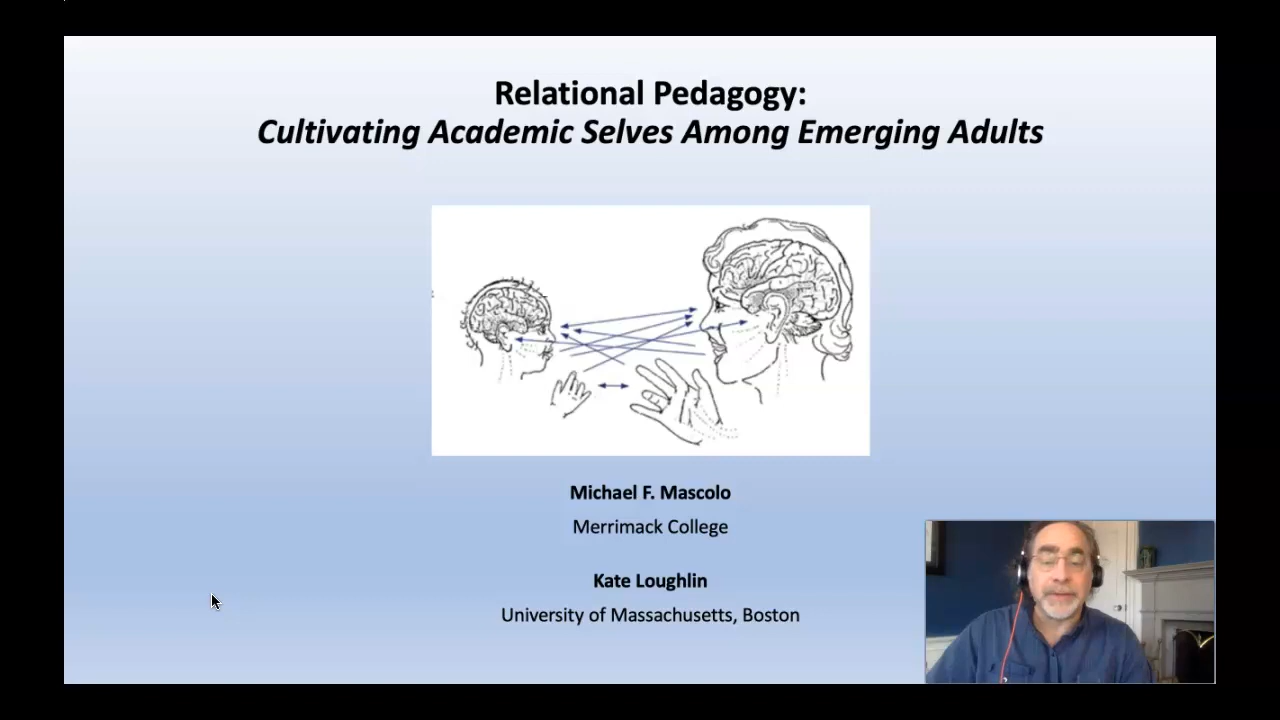 Relational Pedagogy:
Cultivating Academic Selves Among Emerging Adults
Michael F. Mascolo
Merrimack College
Kate Loughlin
University of Massachusetts, Boston